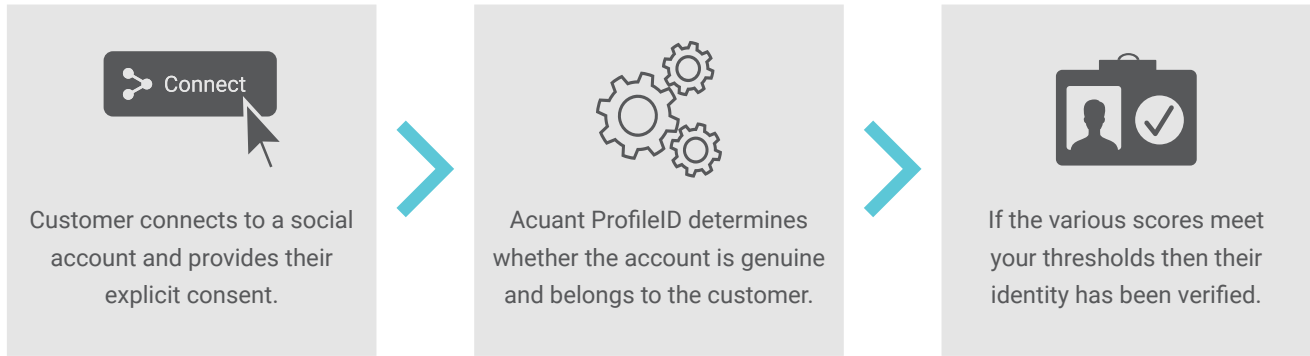 Connect
Customer connects to a social
account and provides their
explicit consent.
Acuant ProfileID determines
whether the account is genuine
and belongs to the customer.
If the various scores meet
your thresholds then their
identity has been verified.